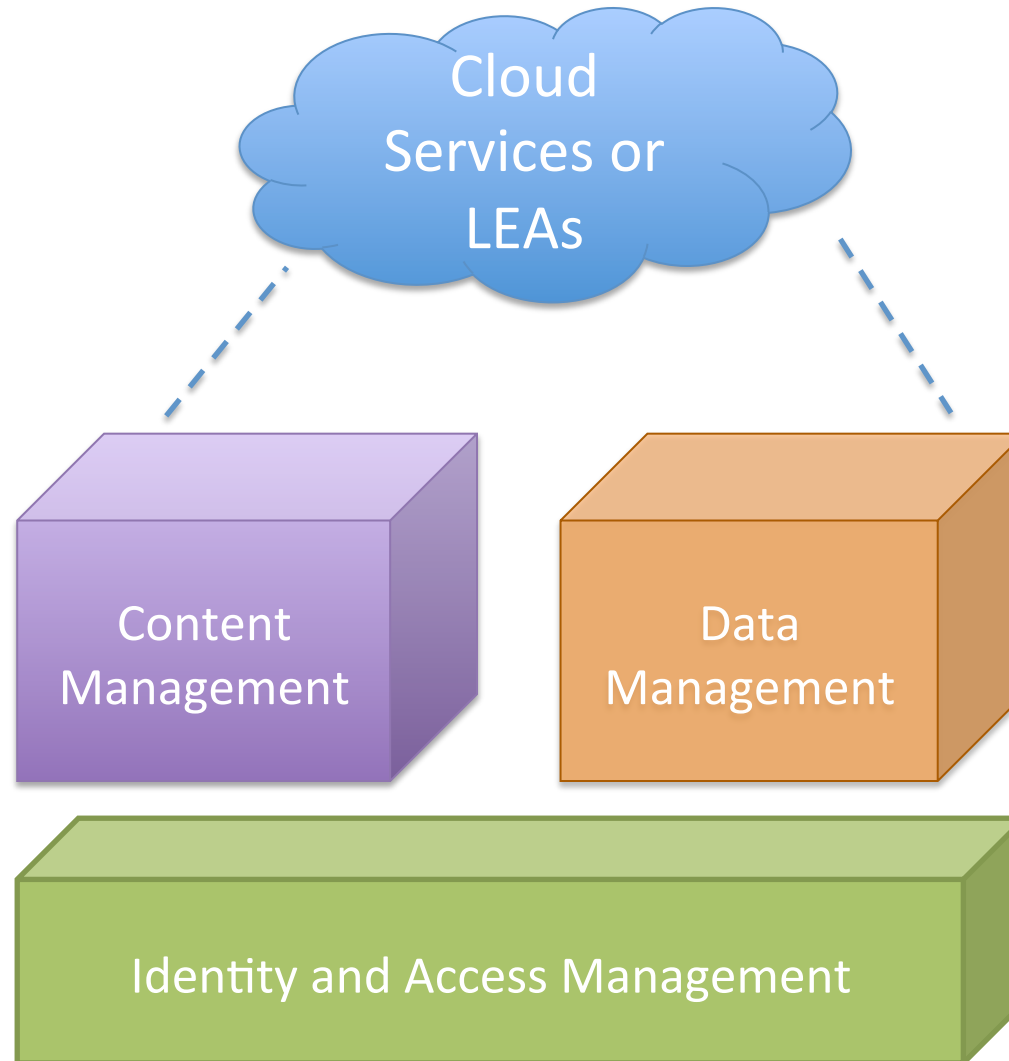 Cloud
Services or
LEAs
Content
Management
Data
Management
Identity and Access Management